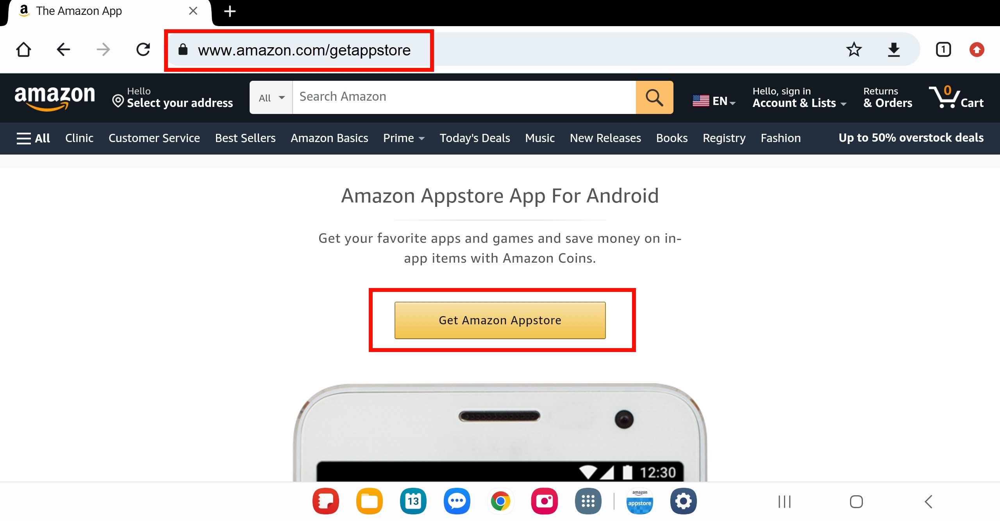 The Amazon App
www.amazon.com/getappstore
1
amazon
Hello
Select your address
All
Search Amazon
EN
Hello, sign in
Account & Lists
Returns
& Orders
0
Cart
All Clinic Customer Service Best Sellers Amazon Basics Prime Today's Deals Music New Releases Books Registry Fashion Up to 50% overstock deals
Amazon Appstore App For Android
Get your favorite apps and games and save money on in-
app items with Amazon Coins.
Get Amazon Appstore
12:30
13
amazon
appstore